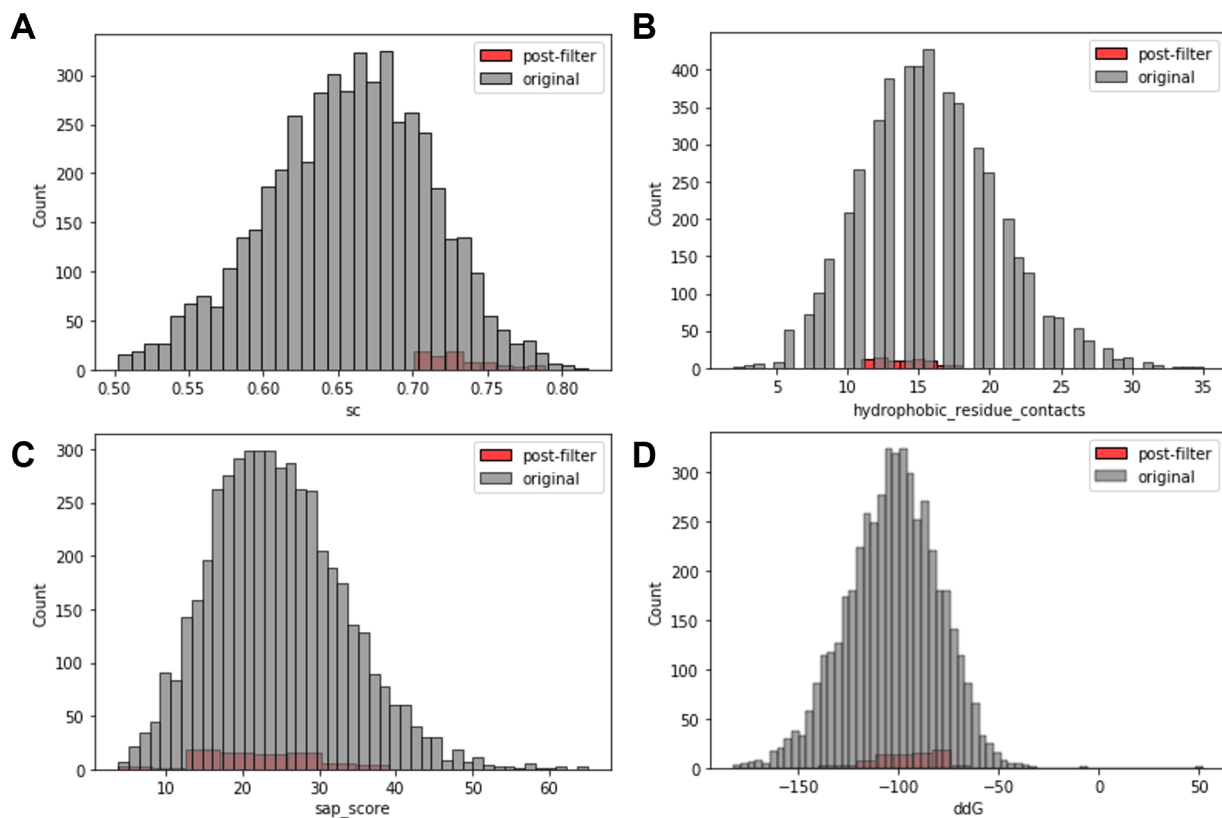 A
post-filter
original
300
250
200
150
100
50
0
Count
0.50 0.55 0.60 0.65 0.70 0.75 0.80
sc
B
post-filter
original
400
350
300
250
200
150
100
50
0
Count
5 10 15 20 25 30 35
hydrophobic_residue_contacts
C
post-filter
original
300
250
200
150
100
50
0
Count
10 20 30 40 50 60
sap_score
D
post-filter
original
300
250
200
150
100
50
0
Count
−150 −100 −50 0 50
ddG